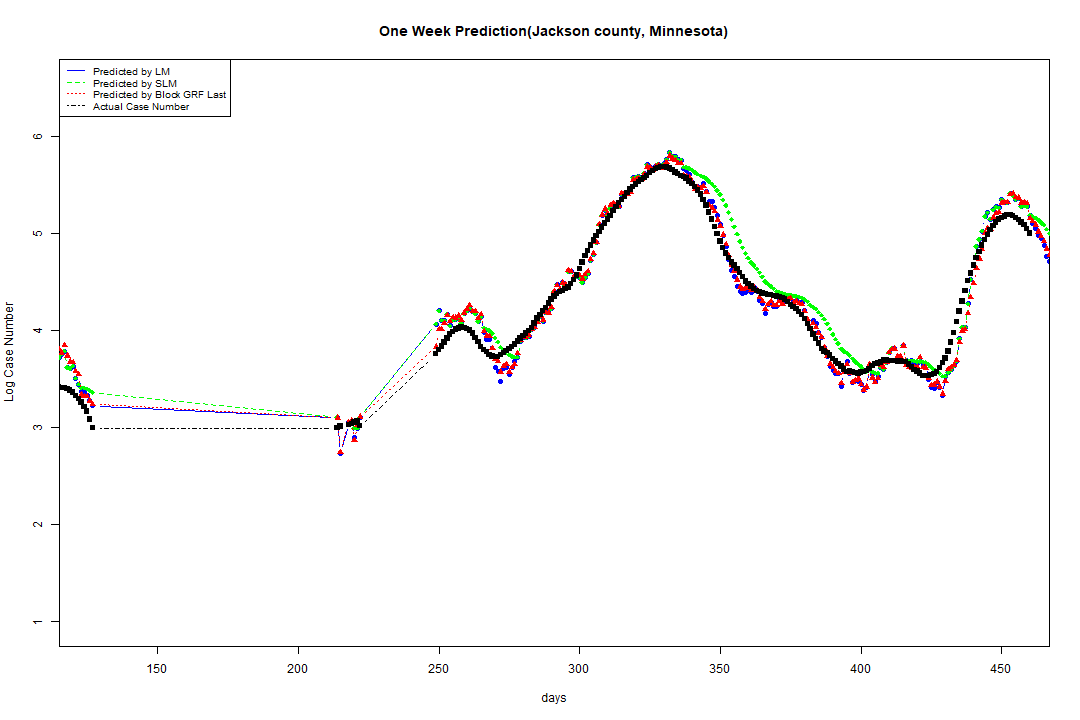 One Week Prediction(Jackson county, Minnesota)
Predicted by LM
Predicted by SLM
Predicted by Block GRF Last
Actual Case Number
Log Case Number
6
5
4
3
2
1
150 200 250 300 350 400 450
days